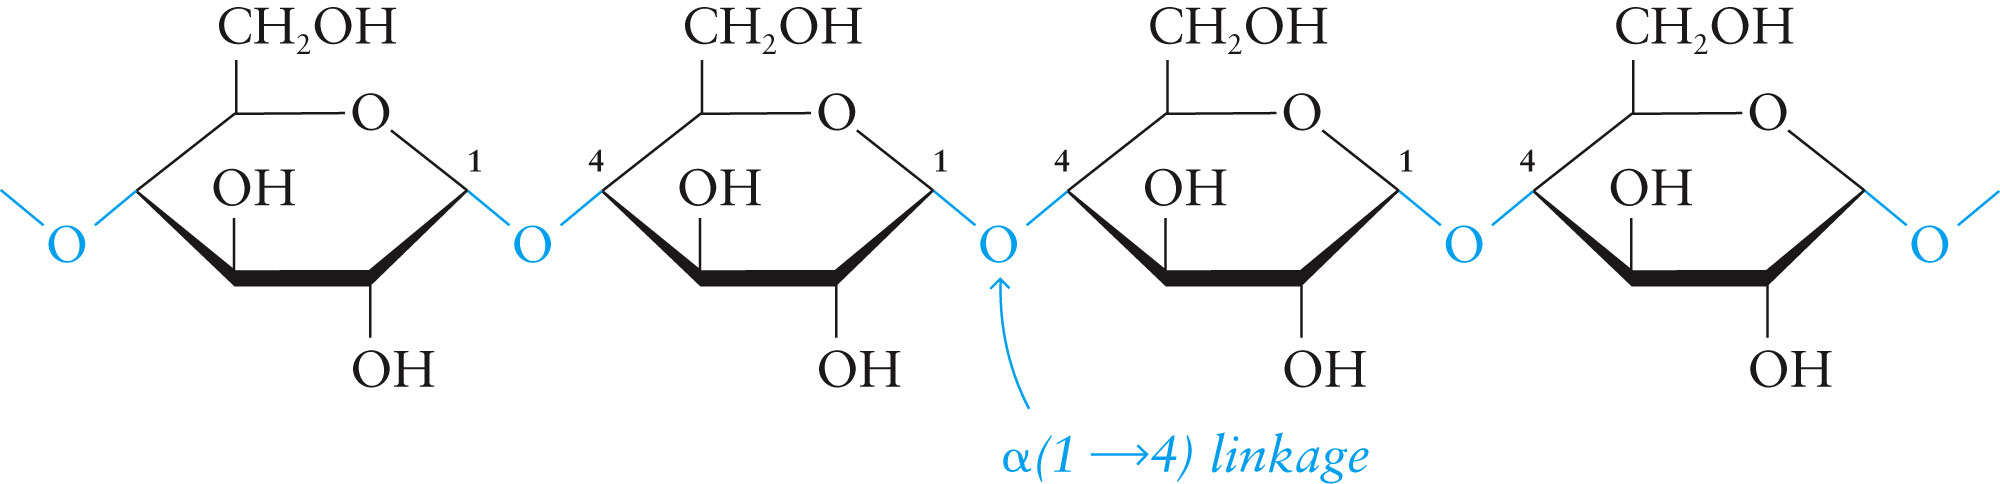 CH₂OH CH₂OH CH₂OH CH₂OH
O O O O
1 4 1 4 1 4
OH OH OH OH
O O O O O
OH OH OH OH
α(1 ⟶4) linkage